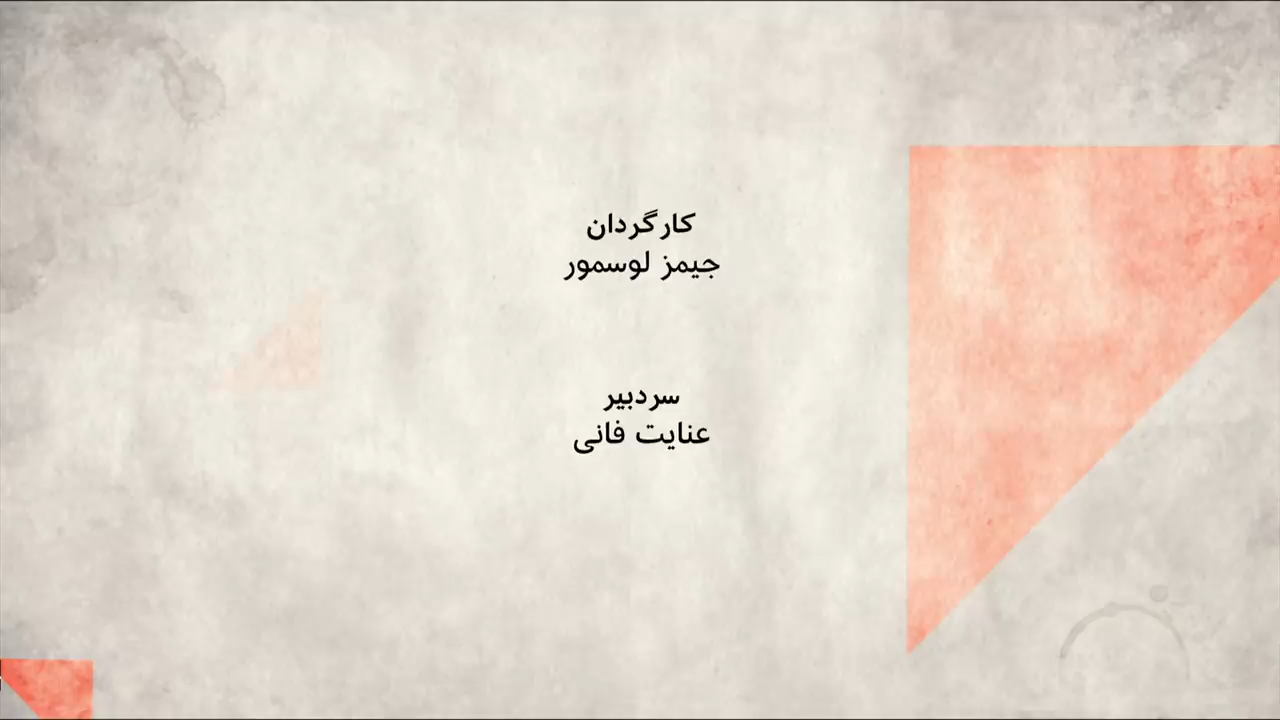 کارگردان
جیمز لوسمور
سردبیر
عنایت فانی